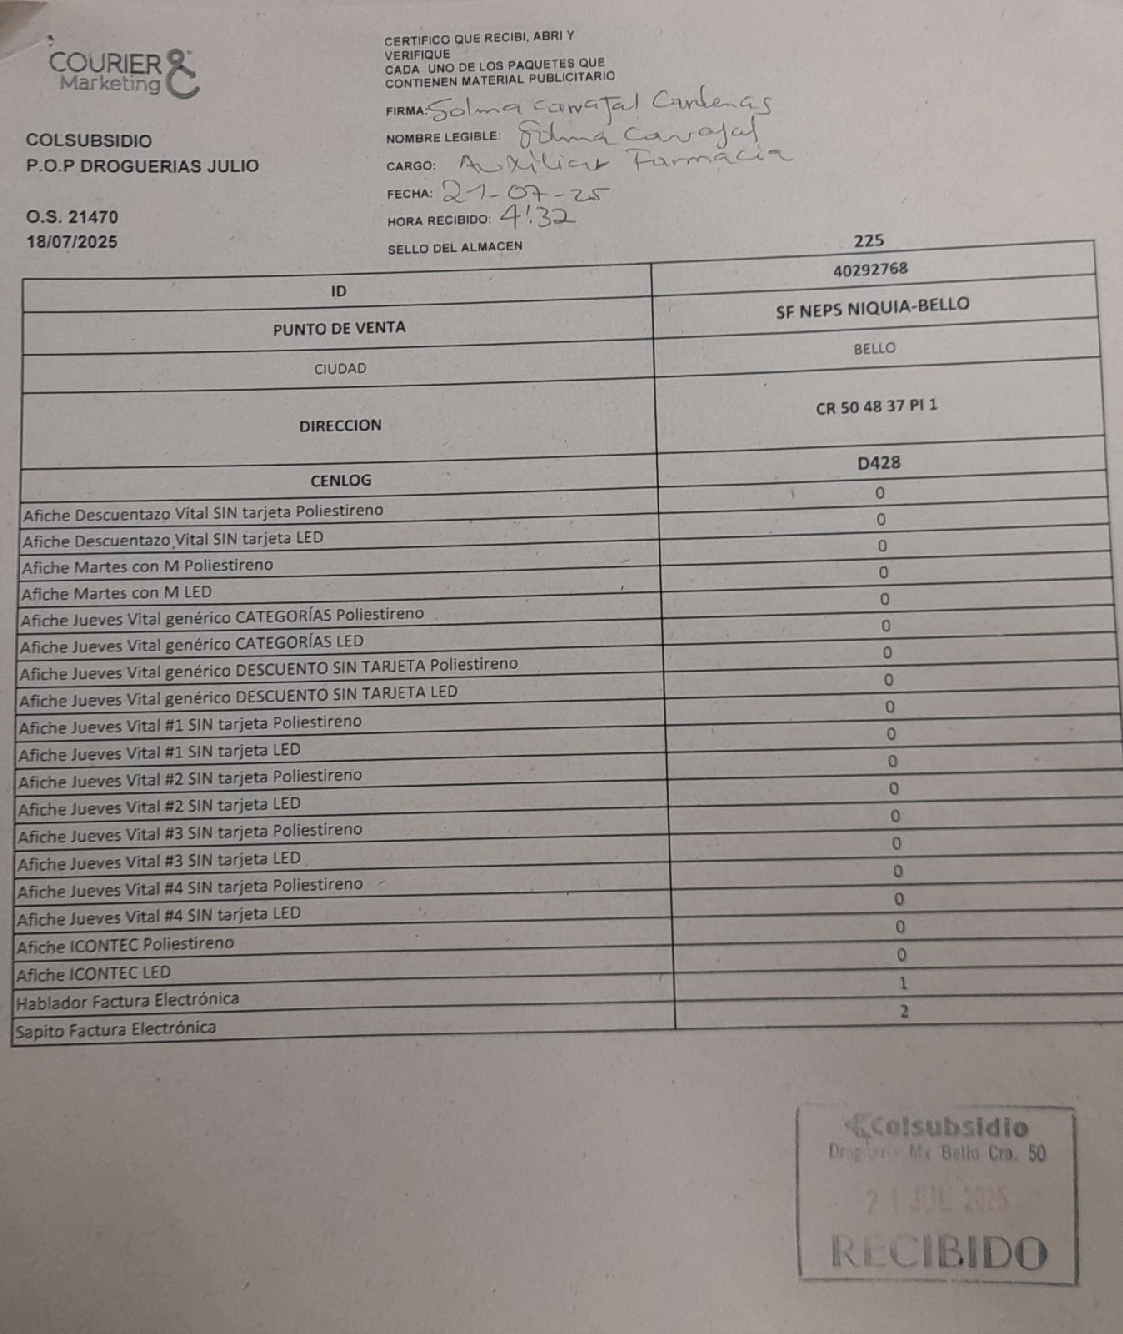 COURIER &
Marketing
COLSUBSIDIO
P.O.P DROGUERIAS JULIO
O.S. 21470
18/07/2025
CERTIFICO QUE RECIBI, ABRI Y
VERIFIQUE
CADA UNO DE LOS PAQUETES QUE
CONTIENEN MATERIAL PUBLICITARIO
FIRMA: Solma Carvajal Cardenas
NOMBRE LEGIBLE: Solma Carvajal
CARGO: Auxiliar Farmacia
FECHA: 21-07-25
HORA RECIBIDO: 4:32
SELLO DEL ALMACEN
225
ID 40292768
PUNTO DE VENTA SF NEPS NIQUIA-BELLO
CIUDAD BELLO
DIRECCION CR 50 48 37 PI 1
CENLOG D428
Afiche Descuentazo Vital SIN tarjeta Poliestireno 0
Afiche Descuentazo Vital SIN tarjeta LED 0
Afiche Martes con M Poliestireno 0
Afiche Martes con M LED 0
Afiche Jueves Vital genérico CATEGORÍAS Poliestireno 0
Afiche Jueves Vital genérico CATEGORÍAS LED 0
Afiche Jueves Vital genérico DESCUENTO SIN TARJETA Poliestireno 0
Afiche Jueves Vital genérico DESCUENTO SIN TARJETA LED 0
Afiche Jueves Vital #1 SIN tarjeta Poliestireno 0
Afiche Jueves Vital #1 SIN tarjeta LED 0
Afiche Jueves Vital #2 SIN tarjeta Poliestireno 0
Afiche Jueves Vital #2 SIN tarjeta LED 0
Afiche Jueves Vital #3 SIN tarjeta Poliestireno 0
Afiche Jueves Vital #3 SIN tarjeta LED 0
Afiche Jueves Vital #4 SIN tarjeta Poliestireno 0
Afiche Jueves Vital #4 SIN tarjeta LED 0
Afiche ICONTEC Poliestireno 0
Afiche ICONTEC LED 0
Hablador Factura Electrónica 1
Sapito Factura Electrónica 2
Colsubsidio
Drogueria Mx Bello Cra. 50
21 JUL 2025
RECIBIDO